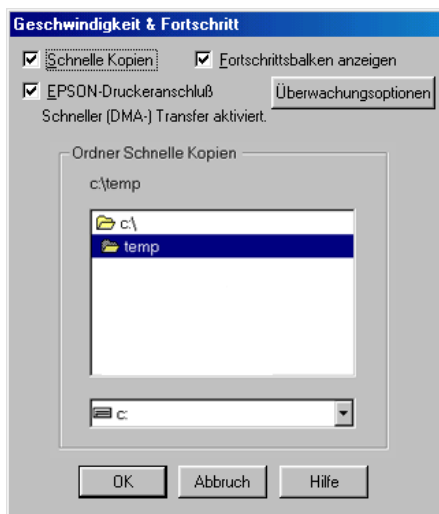 Geschwindigkeit & Fortschritt
Schnelle Kopien
Fortschrittsbalken anzeigen
EPSON-Druckeranschluß
Überwachungsoptionen
Schneller (DMA-) Transfer aktiviert.
Ordner Schnelle Kopien
c:\temp
c:\
temp
c:
OK
Abbruch
Hilfe